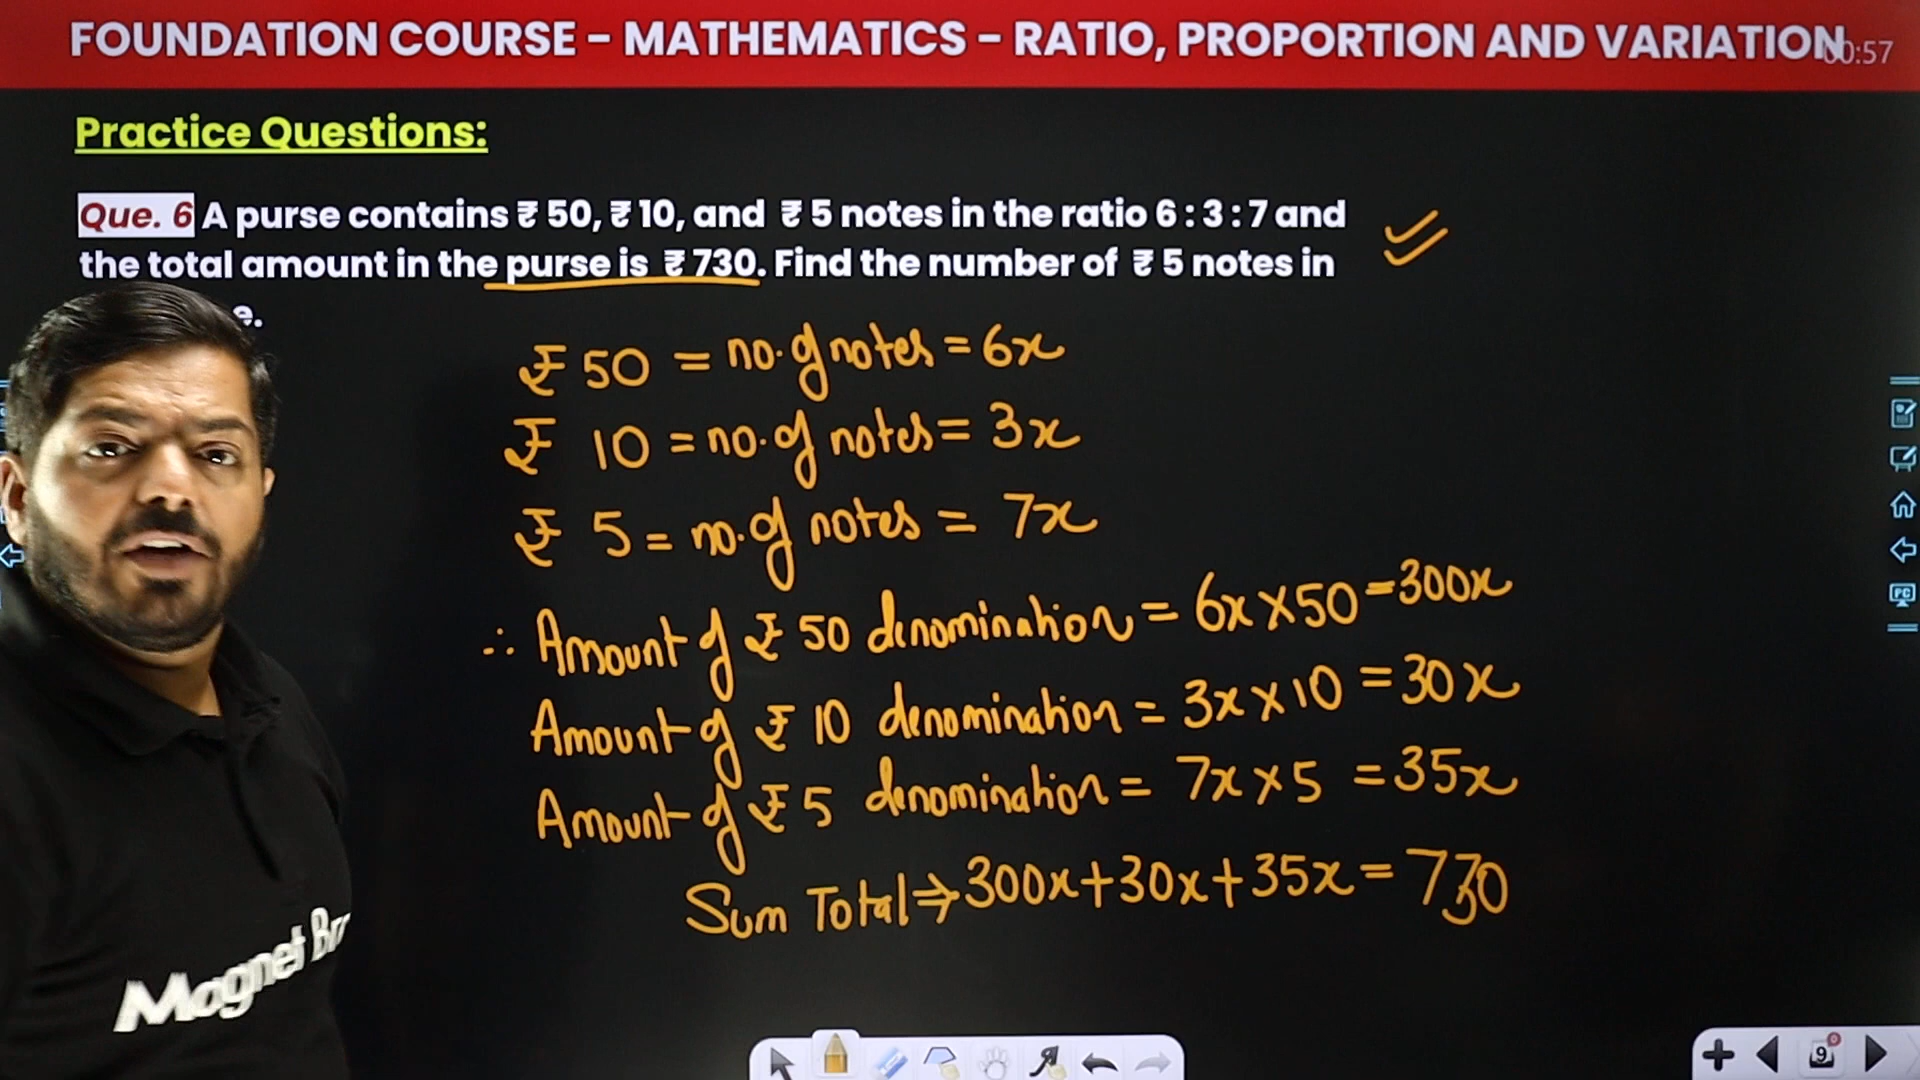 FOUNDATION COURSE – MATHEMATICS – RATIO, PROPORTION AND VARIATION
:57
Practice Questions:
Que. 6 A purse contains ₹ 50, ₹ 10, and ₹ 5 notes in the ratio 6 : 3 : 7 and
the total amount in the purse is ₹ 730. Find the number of ₹ 5 notes in
e.
₹ 50 = no. of notes = 6x
₹ 10 = no. of notes = 3x
₹ 5 = no. of notes = 7x
∴ Amount of ₹ 50 denomination = 6x × 50 = 300x
Amount of ₹ 10 denomination = 3x × 10 = 30x
Amount of ₹ 5 denomination = 7x × 5 = 35x
Sum Total ⇒ 300x + 30x + 35x = 730
Magnet Br
PC
9